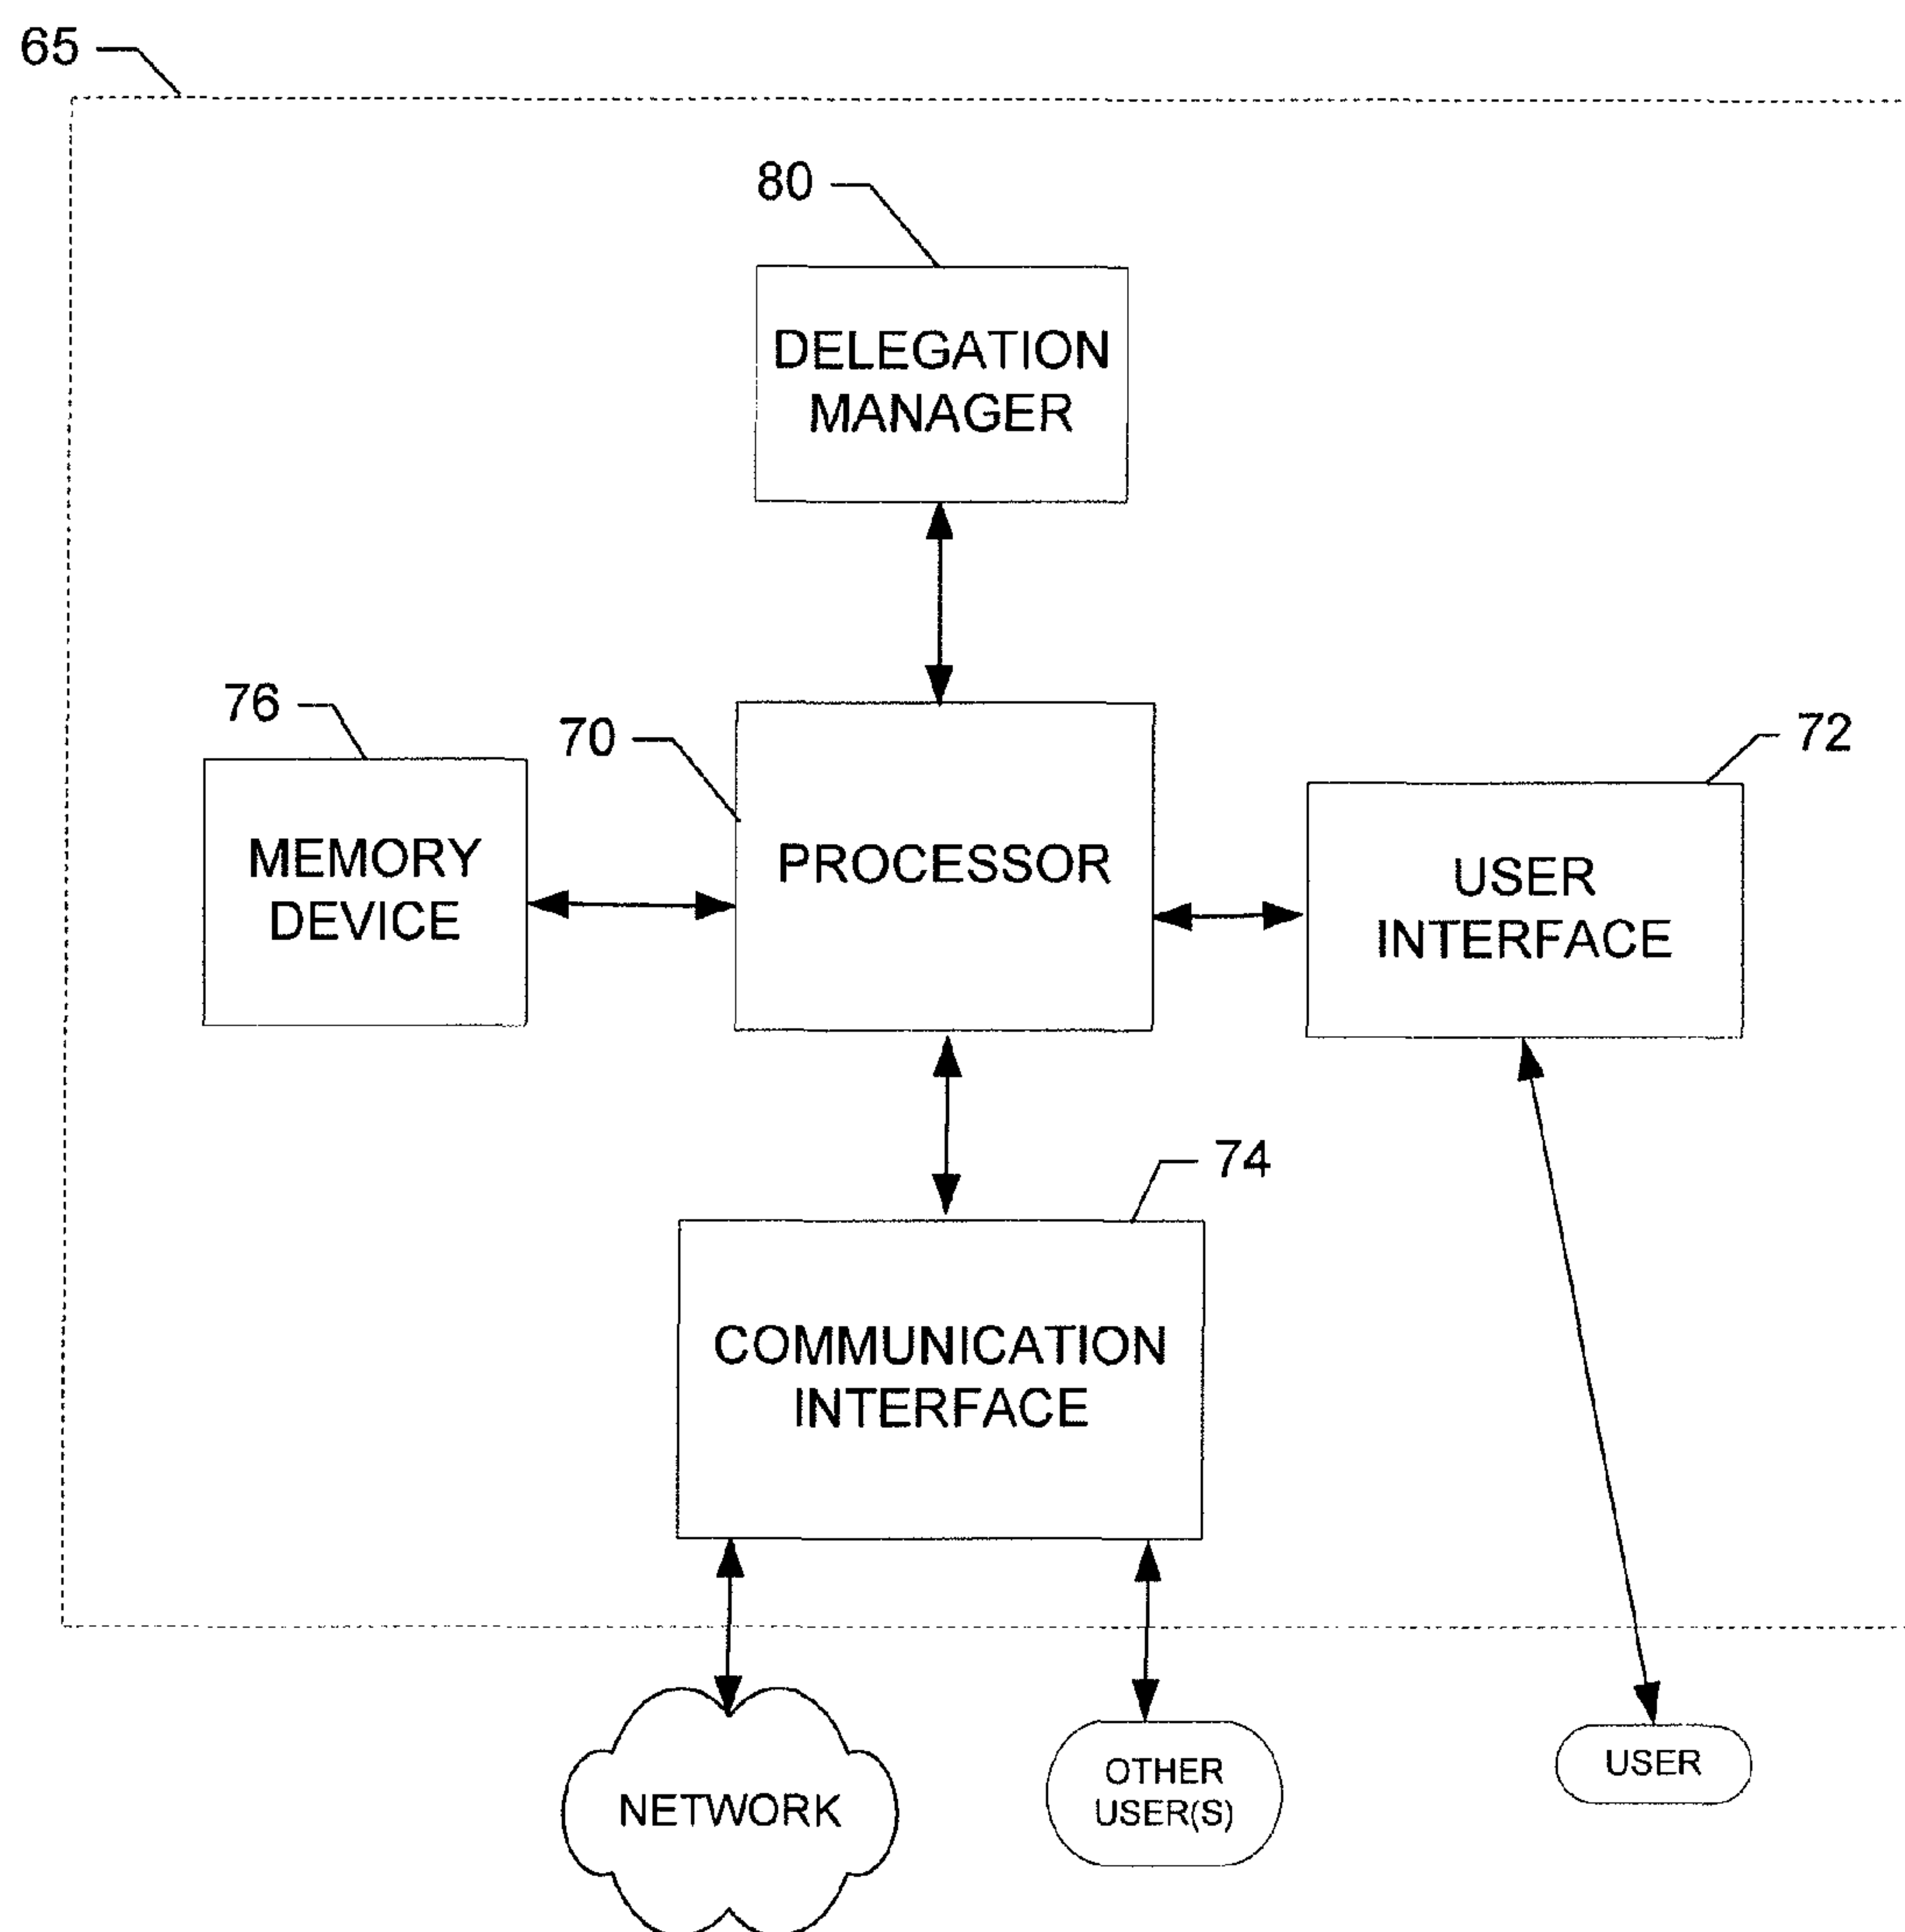 65
80
DELEGATION
MANAGER
76
70
72
MEMORY
DEVICE
PROCESSOR
USER
INTERFACE
74
COMMUNICATION
INTERFACE
NETWORK
OTHER
USER(S)
USER